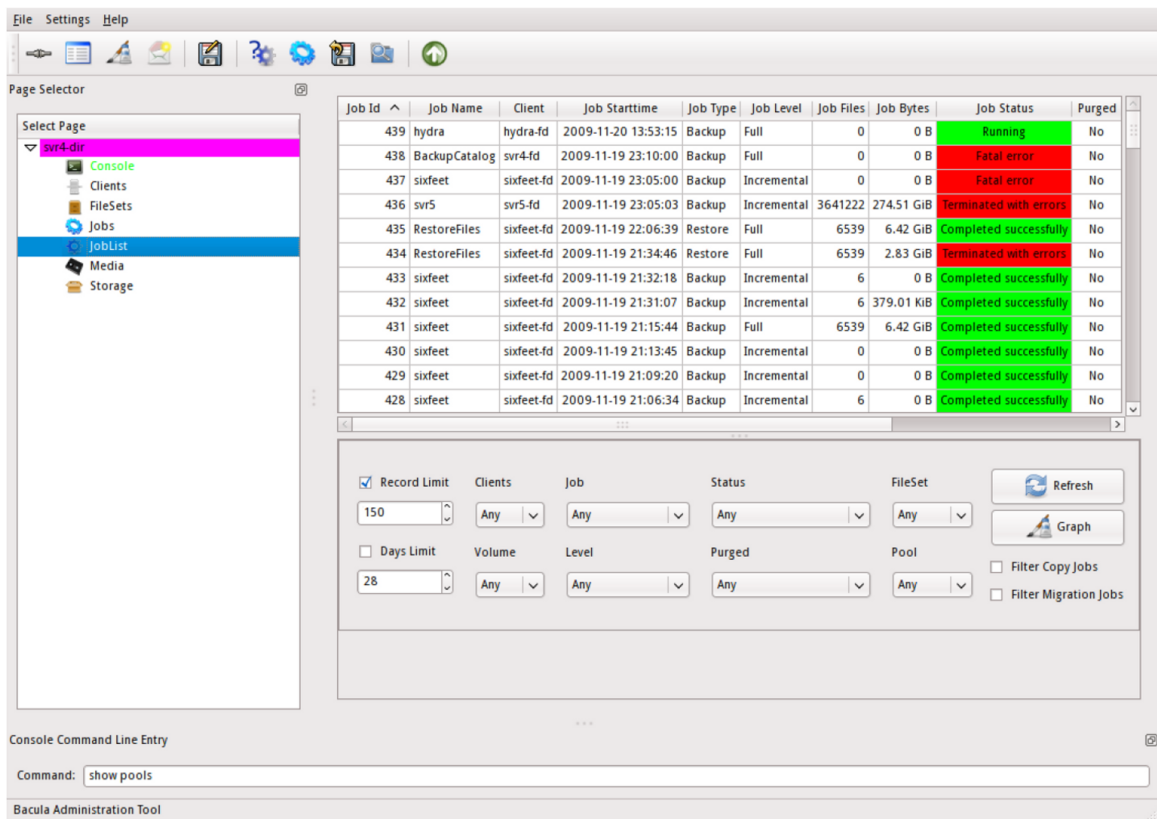 File Settings Help
Page Selector
Select Page
svr4-dir
Console
Clients
FileSets
Jobs
JobList
Media
Storage
Job Id Job Name Client Job Starttime Job Type Job Level Job Files Job Bytes Job Status Purged
439 hydra hydra-fd 2009-11-20 13:53:15 Backup Full 0 0 B Running No
438 BackupCatalog svr4-fd 2009-11-19 23:10:00 Backup Full 0 0 B Fatal error No
437 sixfeet sixfeet-fd 2009-11-19 23:05:00 Backup Incremental 0 0 B Fatal error No
436 svr5 svr5-fd 2009-11-19 23:05:03 Backup Incremental 3641222 274.51 GiB Terminated with errors No
435 RestoreFiles sixfeet-fd 2009-11-19 22:06:39 Restore Full 6539 6.42 GiB Completed successfully No
434 RestoreFiles sixfeet-fd 2009-11-19 21:34:46 Restore Full 6539 2.83 GiB Terminated with errors No
433 sixfeet sixfeet-fd 2009-11-19 21:32:18 Backup Incremental 6 0 B Completed successfully No
432 sixfeet sixfeet-fd 2009-11-19 21:31:07 Backup Incremental 6 379.01 KiB Completed successfully No
431 sixfeet sixfeet-fd 2009-11-19 21:15:44 Backup Full 6539 6.42 GiB Completed successfully No
430 sixfeet sixfeet-fd 2009-11-19 21:13:45 Backup Incremental 0 0 B Completed successfully No
429 sixfeet sixfeet-fd 2009-11-19 21:09:20 Backup Incremental 0 0 B Completed successfully No
428 sixfeet sixfeet-fd 2009-11-19 21:06:34 Backup Incremental 6 0 B Completed successfully No
Record Limit Clients Job Status FileSet Refresh
150 Any Any Any Any Graph
Days Limit Volume Level Purged Pool Filter Copy Jobs
28 Any Any Any Any Filter Migration Jobs
Console Command Line Entry
Command: show pools
Bacula Administration Tool